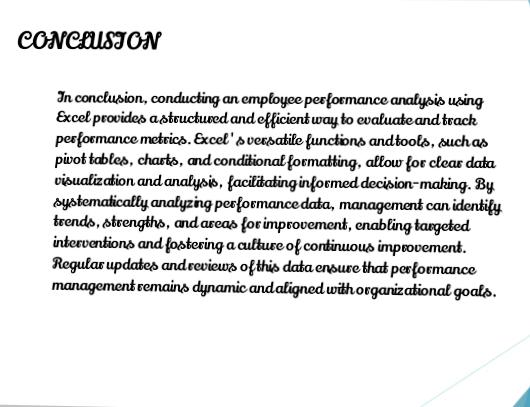 CONCLUSION
In conclusion, conducting an employee performance analysis using
Excel provides a structured and efficient way to evaluate and track
performance metrics. Excel's versatile functions and tools, such as
pivot tables, charts, and conditional formatting, allow for clear data
visualization and analysis, facilitating informed decision-making. By
systematically analyzing performance data, management can identify
trends, strengths, and areas for improvement, enabling targeted
interventions and fostering a culture of continuous improvement.
Regular updates and reviews of this data ensure that performance
management remains dynamic and aligned with organizational goals.